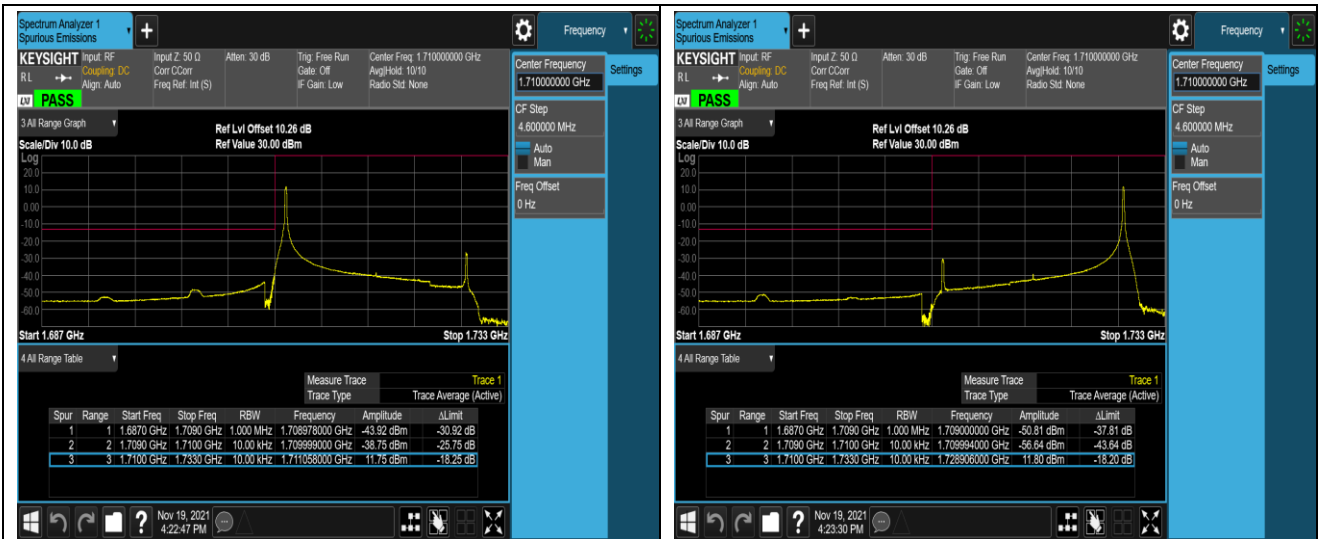 Spectrum Analyzer 1
Spurious Emissions
Frequency
KEYSIGHT
Input: RF
Input Z: 50 Ω
Atten: 30 dB
Trig: Free Run
Center Freq: 1.710000000 GHz
R L
Coupling: DC
Corr CCorr
Gate: Off
Avg|Hold: 10/10
Align: Auto
Freq Ref: Int (S)
IF Gain: Low
Radio Std: None
LXI
PASS
Center Frequency
1.710000000 GHz
Settings
CF Step
4.600000 MHz
Auto
Man
Freq Offset
0 Hz
3 All Range Graph
Ref Lvl Offset 10.26 dB
Scale/Div 10.0 dB
Ref Value 30.00 dBm
Log
20.0
10.0
0.00
-10.0
-20.0
-30.0
-40.0
-50.0
-60.0
Start 1.687 GHz
Stop 1.733 GHz
4 All Range Table
Measure Trace Trace 1
Trace Type Trace Average (Active)
Spur Range Start Freq Stop Freq RBW Frequency Amplitude ΔLimit
1 1 1.6870 GHz 1.7090 GHz 1.000 MHz 1.708978000 GHz -43.92 dBm -30.92 dB
2 2 1.7090 GHz 1.7100 GHz 10.00 kHz 1.709999000 GHz -38.75 dBm -25.75 dB
3 3 1.7100 GHz 1.7330 GHz 10.00 kHz 1.711058000 GHz 11.75 dBm -18.25 dB
?
Nov 19, 2021
4:22:47 PM
Spectrum Analyzer 1
Spurious Emissions
Frequency
KEYSIGHT
Input: RF
Input Z: 50 Ω
Atten: 30 dB
Trig: Free Run
Center Freq: 1.710000000 GHz
R L
Coupling: DC
Corr CCorr
Gate: Off
Avg|Hold: 10/10
Align: Auto
Freq Ref: Int (S)
IF Gain: Low
Radio Std: None
LXI
PASS
Center Frequency
1.710000000 GHz
Settings
CF Step
4.600000 MHz
Auto
Man
Freq Offset
0 Hz
3 All Range Graph
Ref Lvl Offset 10.26 dB
Scale/Div 10.0 dB
Ref Value 30.00 dBm
Log
20.0
10.0
0.00
-10.0
-20.0
-30.0
-40.0
-50.0
-60.0
Start 1.687 GHz
Stop 1.733 GHz
4 All Range Table
Measure Trace Trace 1
Trace Type Trace Average (Active)
Spur Range Start Freq Stop Freq RBW Frequency Amplitude ΔLimit
1 1 1.6870 GHz 1.7090 GHz 1.000 MHz 1.709000000 GHz -50.81 dBm -37.81 dB
2 2 1.7090 GHz 1.7100 GHz 10.00 kHz 1.709994000 GHz -56.64 dBm -43.64 dB
3 3 1.7100 GHz 1.7330 GHz 10.00 kHz 1.728906000 GHz 11.80 dBm -18.20 dB
?
Nov 19, 2021
4:23:30 PM